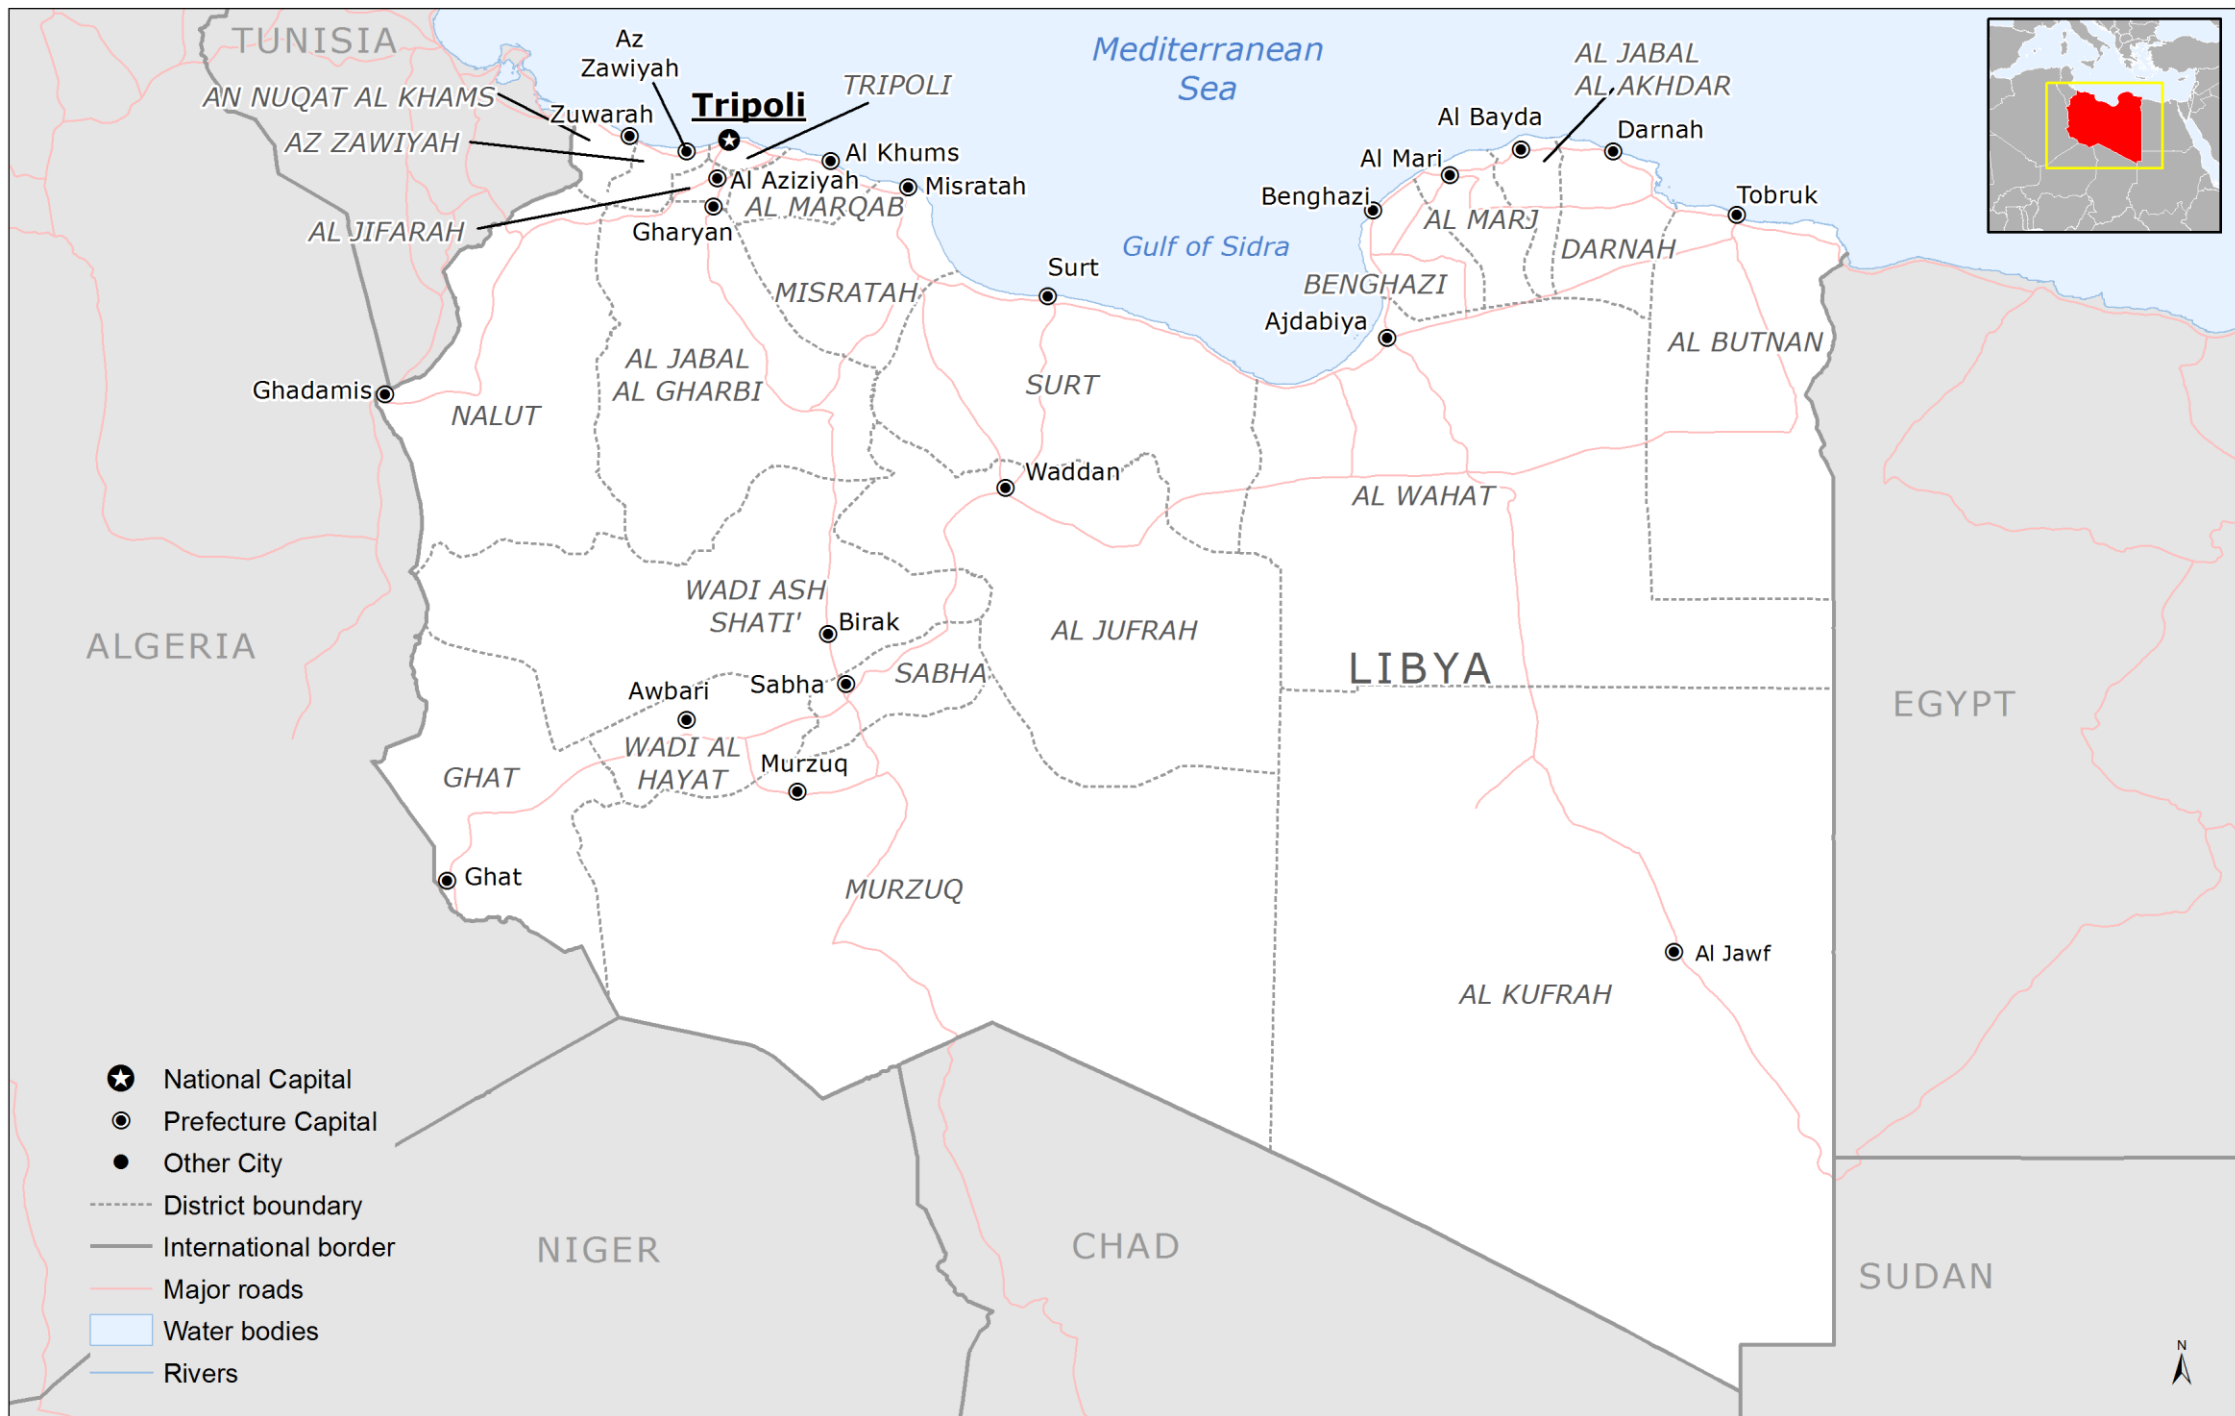 TUNISIA
Az
Zawiyah
Mediterranean
Sea
AL JABAL
AL AKHDAR
AN NUQAT AL KHAMS
Zuwarah
Tripoli
TRIPOLI
Al Bayda
Darnah
AZ ZAWIYAH
Al Khums
Al Mari
Al Aziziyah
Misratah
Benghazi
Tobruk
AL MARQAB
AL JIFARAH
Gharyan
Gulf of Sidra
AL MARJ
DARNAH
Surt
MISRATAH
BENGHAZI
Ajdabiya
AL BUTNAN
AL JABAL
AL GHARBI
SURT
Ghadamis
NALUT
Waddan
AL WAHAT
WADI ASH
SHATI'
Birak
AL JUFRAH
ALGERIA
LIBYA
SABHA
Awbari
Sabha
EGYPT
WADI AL
HAYAT
Murzuq
GHAT
Ghat
MURZUQ
Al Jawf
AL KUFRAH
National Capital
Prefecture Capital
Other City
District boundary
International border
Major roads
Water bodies
Rivers
NIGER
CHAD
SUDAN
N